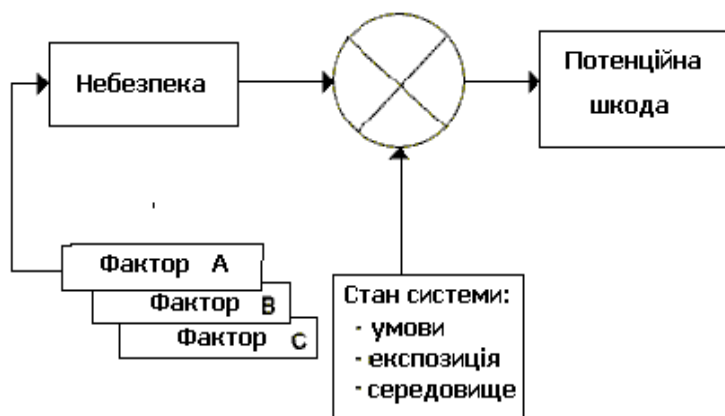 Небезпека
Потенційна
шкода
Фактор А
Фактор В
Фактор С
Стан системи:
- умови
- експозиція
- середовище